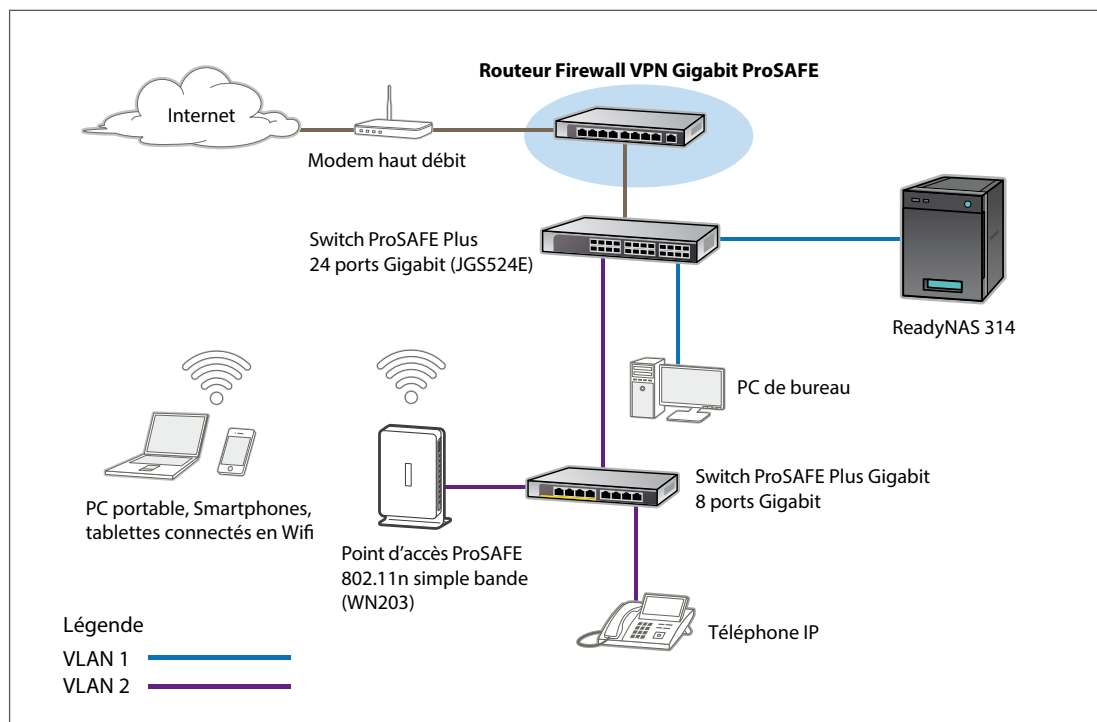 Routeur Firewall VPN Gigabit ProSAFE
Internet
Modem haut débit
Switch ProSAFE Plus
24 ports Gigabit (JGS524E)
ReadyNAS 314
PC de bureau
Switch ProSAFE Plus Gigabit
8 ports Gigabit
PC portable, Smartphones,
tablettes connectés en Wifi
Point d’accès ProSAFE
802.11n simple bande
(WN203)
Téléphone IP
Légende
VLAN 1
VLAN 2